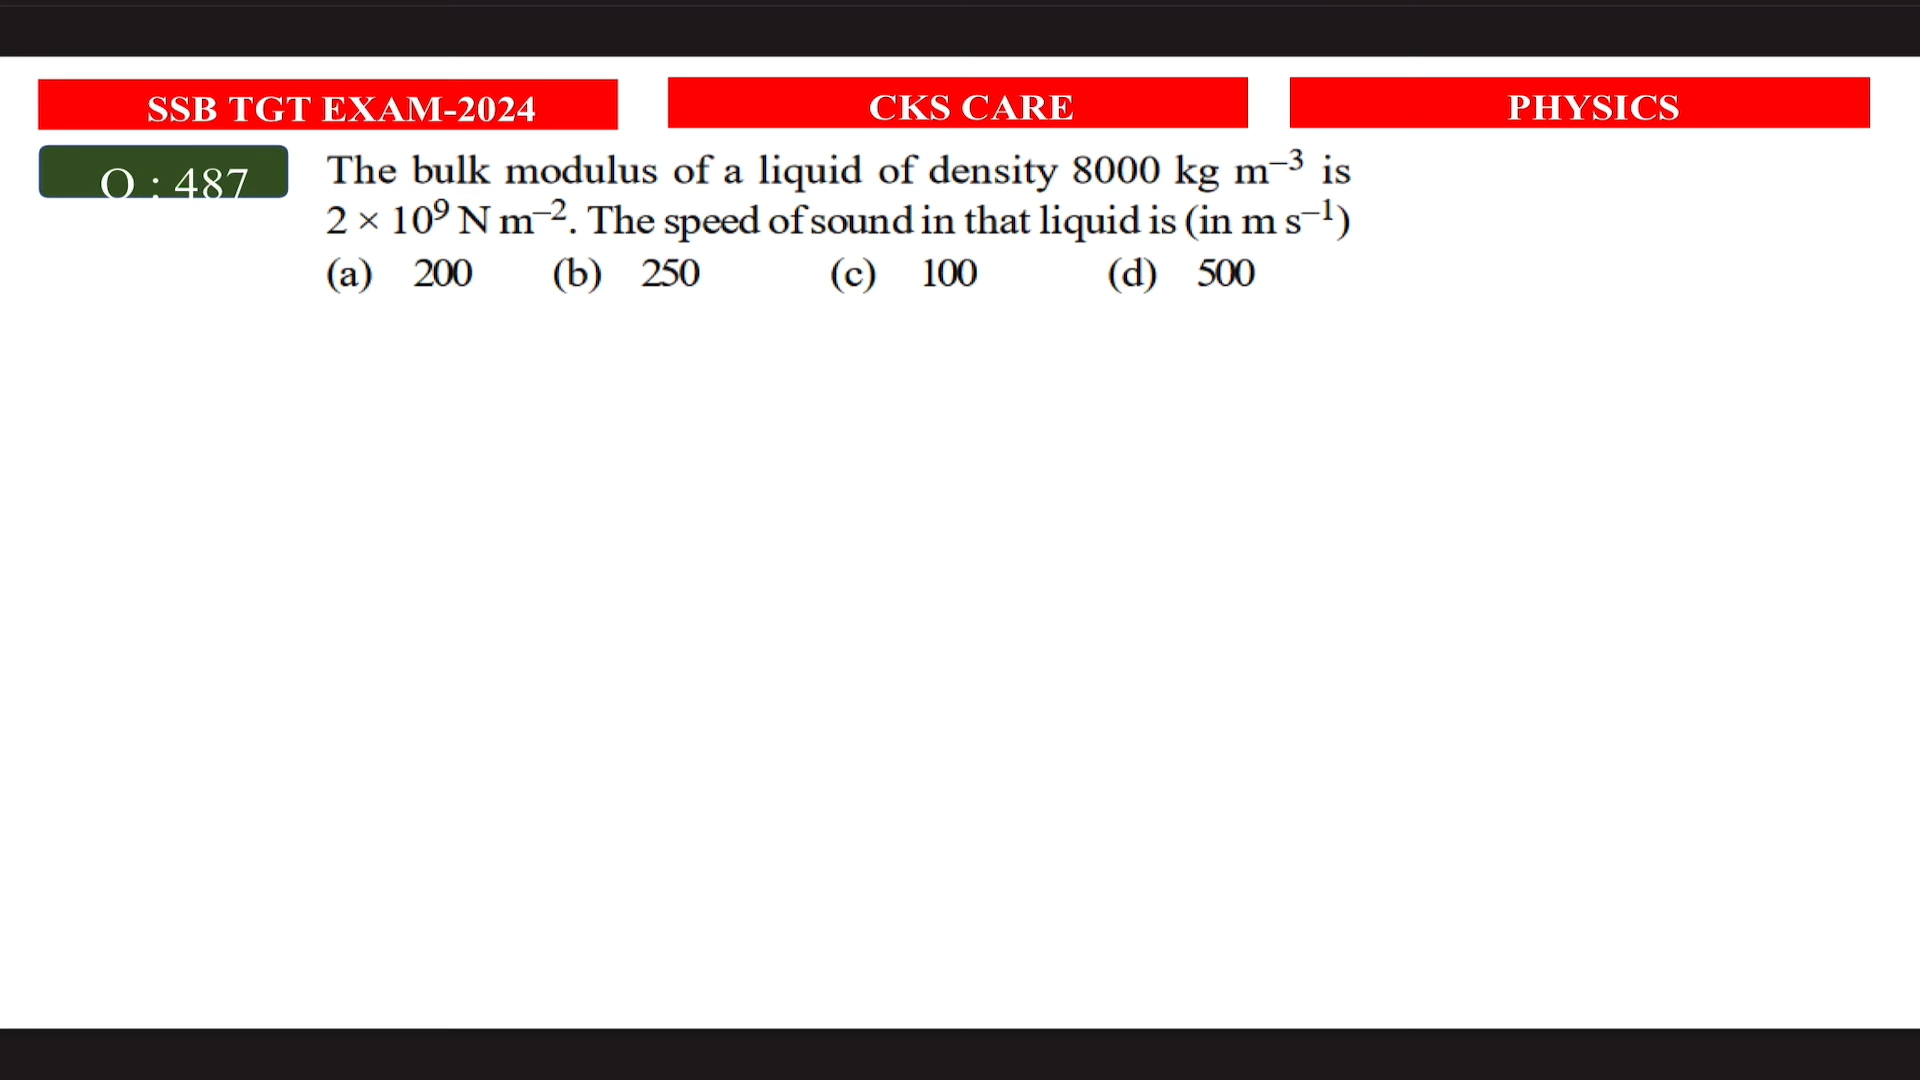 SSB TGT EXAM-2024
CKS CARE
PHYSICS
Q : 487
The bulk modulus of a liquid of density 8000 kg m⁻³ is
2 × 10⁹ N m⁻². The speed of sound in that liquid is (in m s⁻¹)
(a) 200 (b) 250 (c) 100 (d) 500